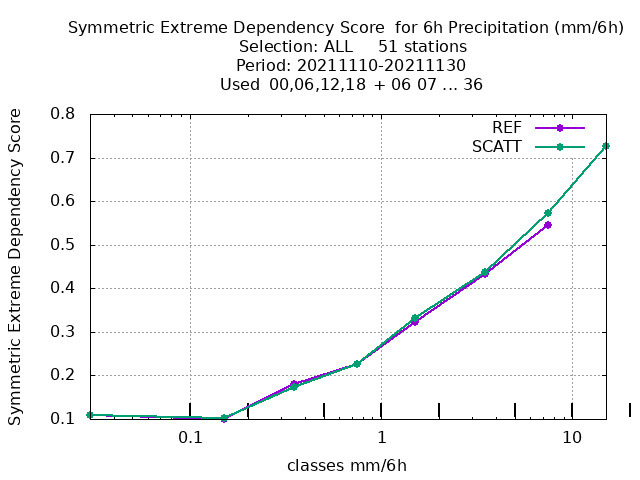 Symmetric Extreme Dependency Score  for 6h Precipitation (mm/6h)
Selection: ALL     51 stations
Period: 20211110-20211130
Used  00,06,12,18  + 06 07 ... 36
REF
SCATT
Symmetric Extreme Dependency Score
0.8
0.7
0.6
0.5
0.4
0.3
0.2
0.1
0.1 1 10
classes mm/6h